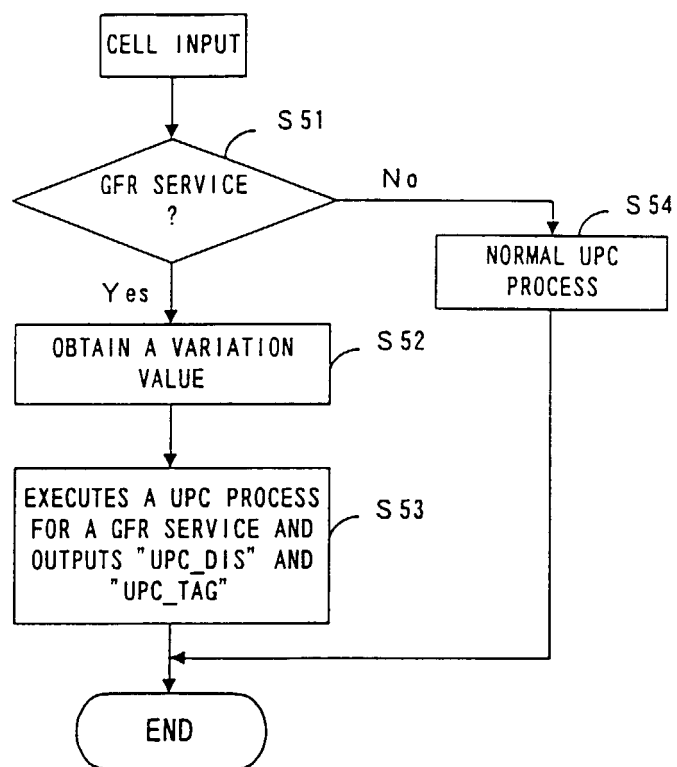 CELL INPUT
S51
GFR SERVICE
?
No
S54
NORMAL UPC
PROCESS
Yes
S52
OBTAIN A VARIATION
VALUE
S53
EXECUTES A UPC PROCESS
FOR A GFR SERVICE AND
OUTPUTS "UPC_DIS" AND
"UPC_TAG"
END